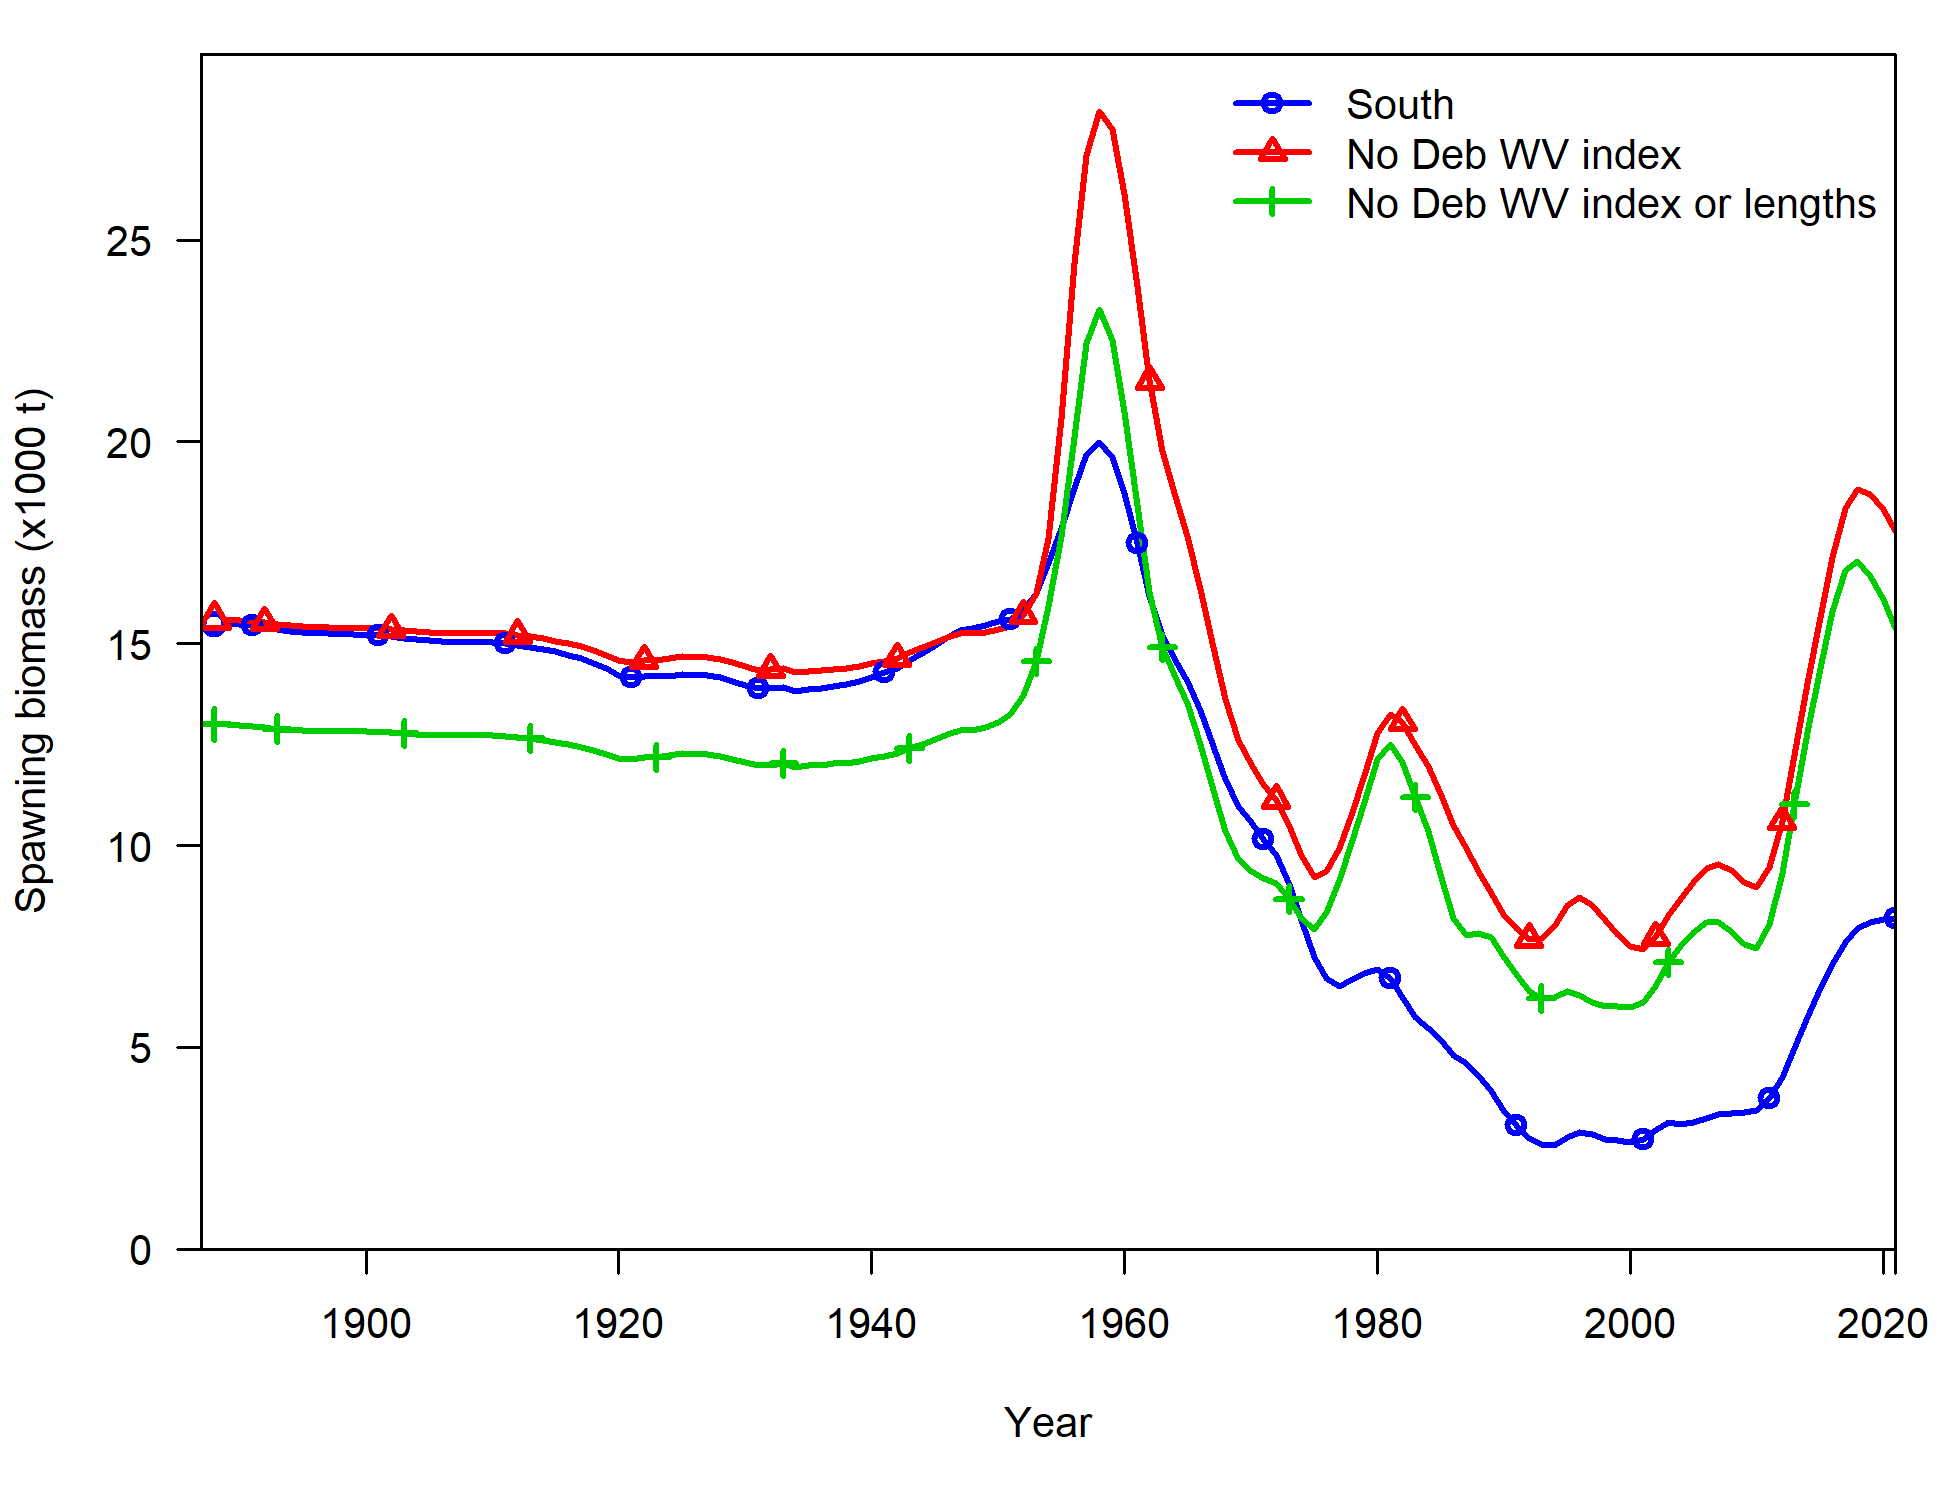 South
No Deb WV index
No Deb WV index or lengths
Spawning biomass (x1000 t)
25
20
15
10
5
0
1900 1920 1940 1960 1980 2000 2020
Year